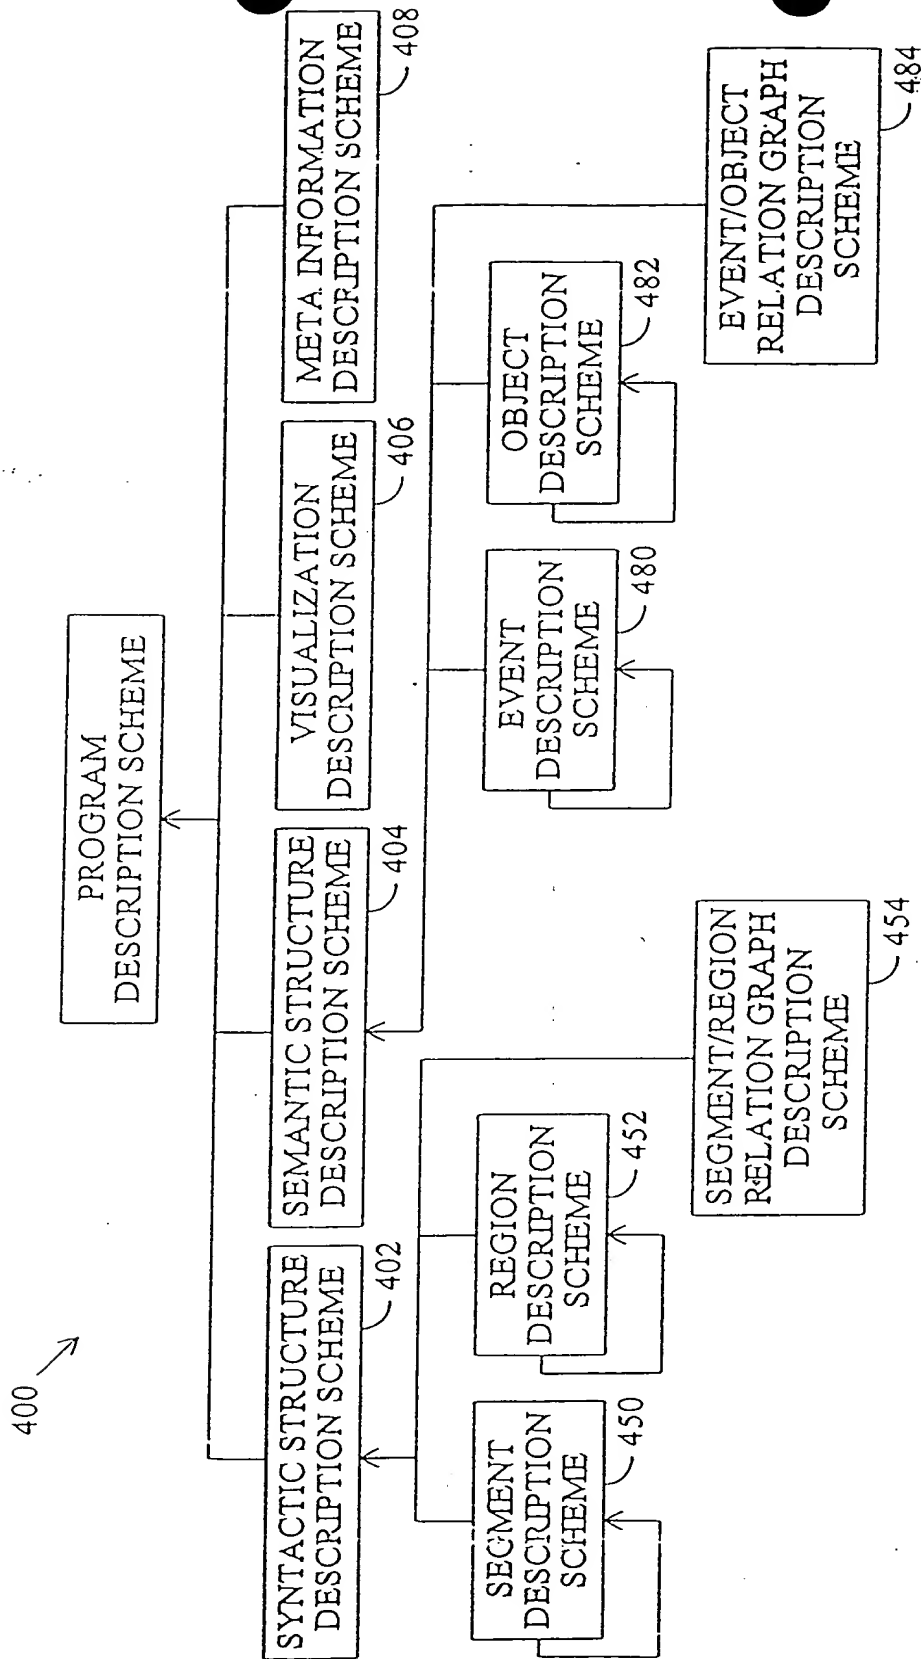 400
PROGRAM
DESCRIPTION SCHEME
SYNTACTIC STRUCTURE
DESCRIPTION SCHEME
402
SEMANTIC STRUCTURE
DESCRIPTION SCHEME
404
VISUALIZATION
DESCRIPTION SCHEME
406
META INFORMATION
DESCRIPTION SCHEME
408
SEGMENT
DESCRIPTION
SCHEME
450
REGION
DESCRIPTION
SCHEME
452
SEGMENT/REGION
RELATION GRAPH
DESCRIPTION
SCHEME
454
EVENT
DESCRIPTION
SCHEME
480
OBJECT
DESCRIPTION
SCHEME
482
EVENT/OBJECT
RELATION GRAPH
DESCRIPTION
SCHEME
484